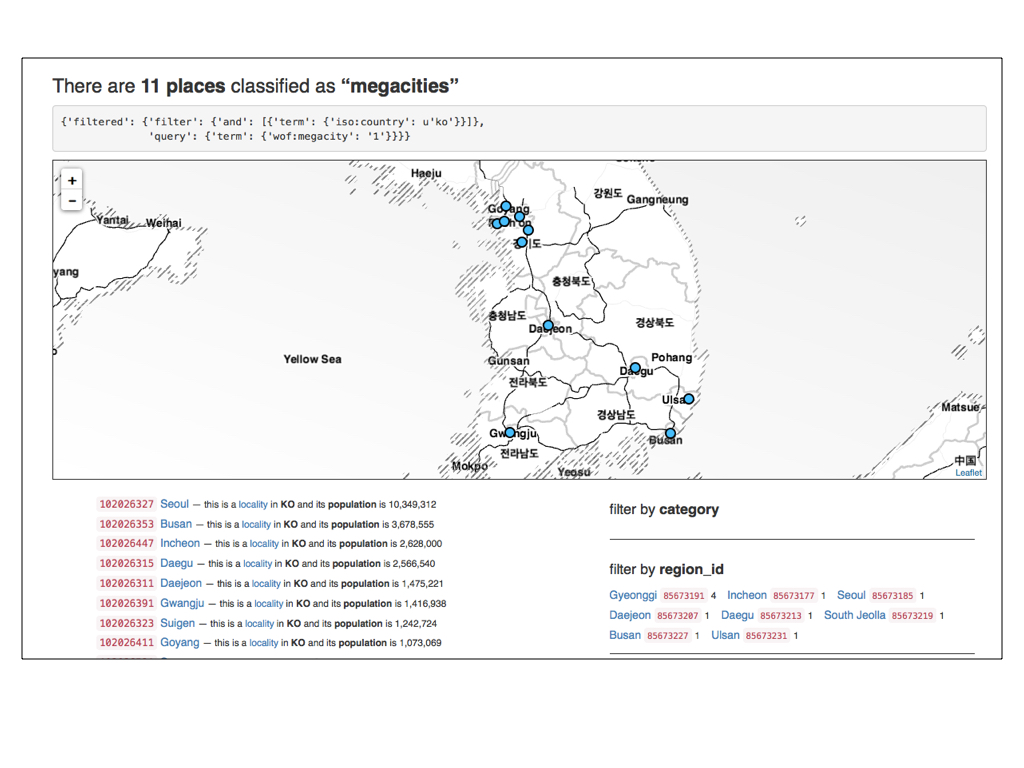 There are 11 places classified as “megacities”
{'filtered': {'filter': {'and': [{'term': {'iso:country': u'ko'}}]},
'query': {'term': {'wof:megacity': '1'}}}}
+
−
Haeju
강원도
Gangneung
Yantai
Weihai
yang
충청북도
충청남도
Daejeon
경상북도
Yellow Sea
Gunsan
Pohang
Daegu
전라북도
Ulsa
경상남도
Matsue
Gwangju
Busan
전라남도
Mokpo
Yeosu
中国
Leaflet
102026327 Seoul — this is a locality in KO and its population is 10,349,312
102026353 Busan — this is a locality in KO and its population is 3,678,555
102026447 Incheon — this is a locality in KO and its population is 2,628,000
102026315 Daegu — this is a locality in KO and its population is 2,566,540
102026311 Daejeon — this is a locality in KO and its population is 1,475,221
102026391 Gwangju — this is a locality in KO and its population is 1,416,938
102026323 Suigen — this is a locality in KO and its population is 1,242,724
102026411 Goyang — this is a locality in KO and its population is 1,073,069
filter by category
filter by region_id
Gyeonggi 85673191 4 Incheon 85673177 1 Seoul 85673185 1
Daejeon 85673207 1 Daegu 85673213 1 South Jeolla 85673219 1
Busan 85673227 1 Ulsan 85673231 1